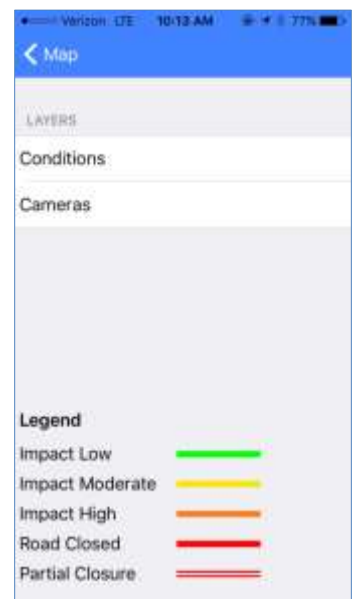 Verizon LTE 10:13 AM 77%
Map
LAYERS
Conditions
Cameras
Legend
Impact Low
Impact Moderate
Impact High
Road Closed
Partial Closure